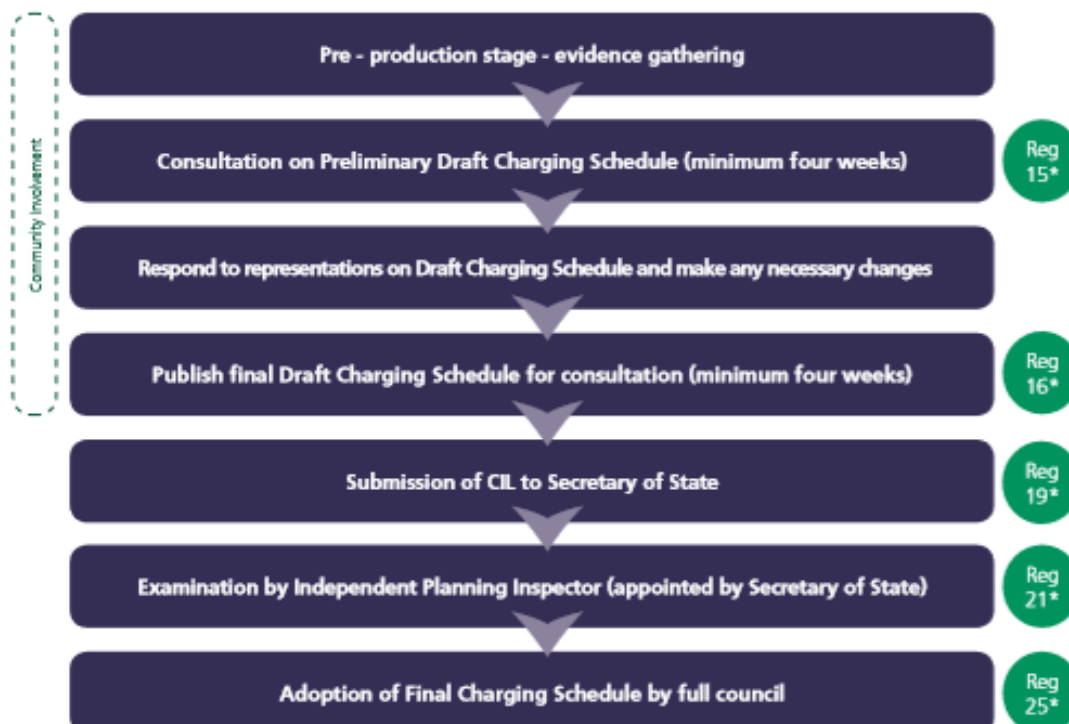 Community Involvement
Pre - production stage - evidence gathering
Consultation on Preliminary Draft Charging Schedule (minimum four weeks)
Reg
15*
Respond to representations on Draft Charging Schedule and make any necessary changes
Publish final Draft Charging Schedule for consultation (minimum four weeks)
Reg
16*
Submission of CIL to Secretary of State
Reg
19*
Examination by Independent Planning Inspector (appointed by Secretary of State)
Reg
21*
Adoption of Final Charging Schedule by full council
Reg
25*